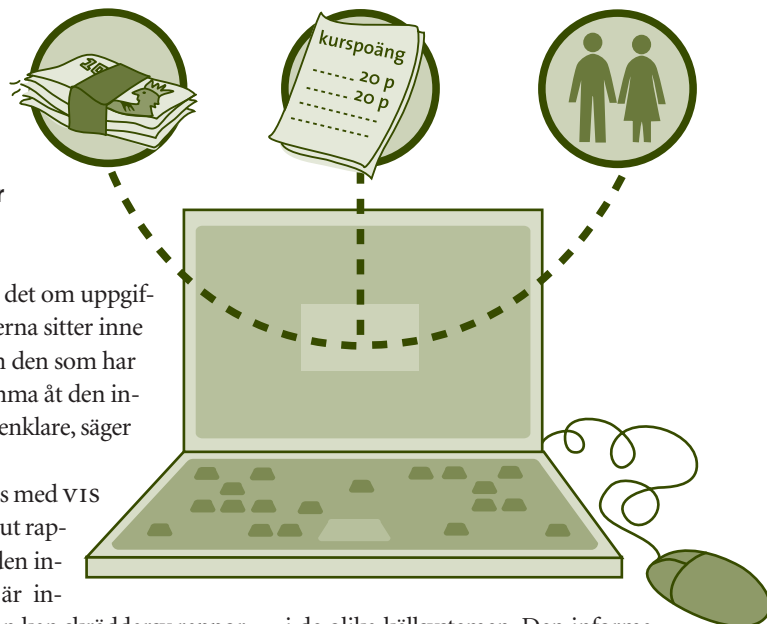 kurspoäng
20 p
20 p
r
det om uppgif-
erna sitter inne
n den som har
mma åt den in-
enklare, säger
s med VIS
ut rap-
len in-
är in-